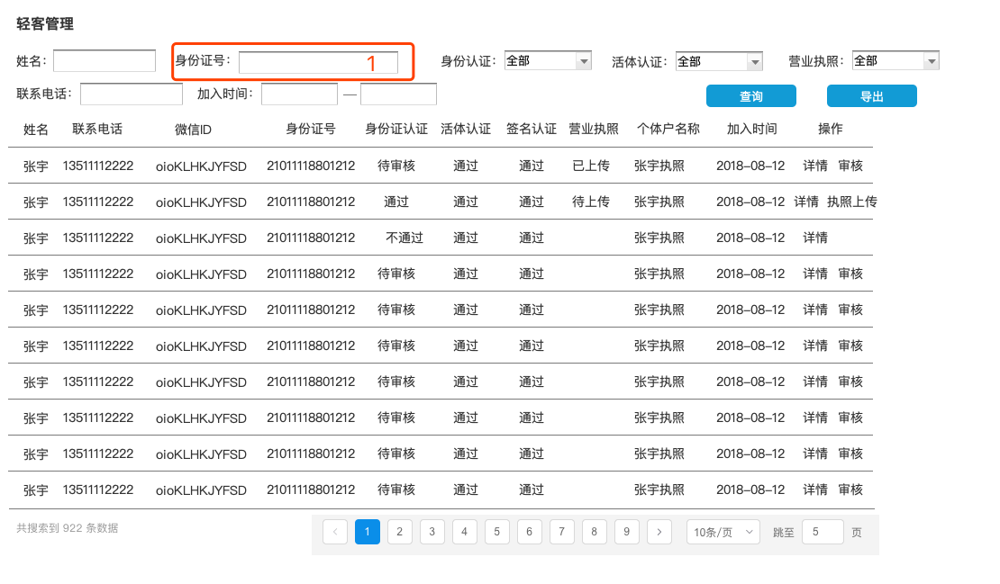 轻客管理
姓名: 身份证号: 1 身份认证: 全部 活体认证: 全部 营业执照: 全部
联系电话: 加入时间: — 查询 导出
姓名 联系电话 微信ID 身份证号 身份证认证 活体认证 签名认证 营业执照 个体户名称 加入时间 操作
张宇 13511112222 oioKLHKJYFSD 21011118801212 待审核 通过 通过 已上传 张宇执照 2018-08-12 详情 审核
张宇 13511112222 oioKLHKJYFSD 21011118801212 通过 通过 通过 待上传 张宇执照 2018-08-12 详情 执照上传
张宇 13511112222 oioKLHKJYFSD 21011118801212 不通过 通过 通过 张宇执照 2018-08-12 详情
张宇 13511112222 oioKLHKJYFSD 21011118801212 待审核 通过 通过 张宇执照 2018-08-12 详情 审核
张宇 13511112222 oioKLHKJYFSD 21011118801212 待审核 通过 通过 张宇执照 2018-08-12 详情 审核
张宇 13511112222 oioKLHKJYFSD 21011118801212 待审核 通过 通过 张宇执照 2018-08-12 详情 审核
张宇 13511112222 oioKLHKJYFSD 21011118801212 待审核 通过 通过 张宇执照 2018-08-12 详情 审核
张宇 13511112222 oioKLHKJYFSD 21011118801212 待审核 通过 通过 张宇执照 2018-08-12 详情 审核
张宇 13511112222 oioKLHKJYFSD 21011118801212 待审核 通过 通过 张宇执照 2018-08-12 详情 审核
张宇 13511112222 oioKLHKJYFSD 21011118801212 待审核 通过 通过 张宇执照 2018-08-12 详情 审核
共搜索到 922 条数据 < 1 2 3 4 5 6 7 8 9 > 10条/页 跳至 5 页